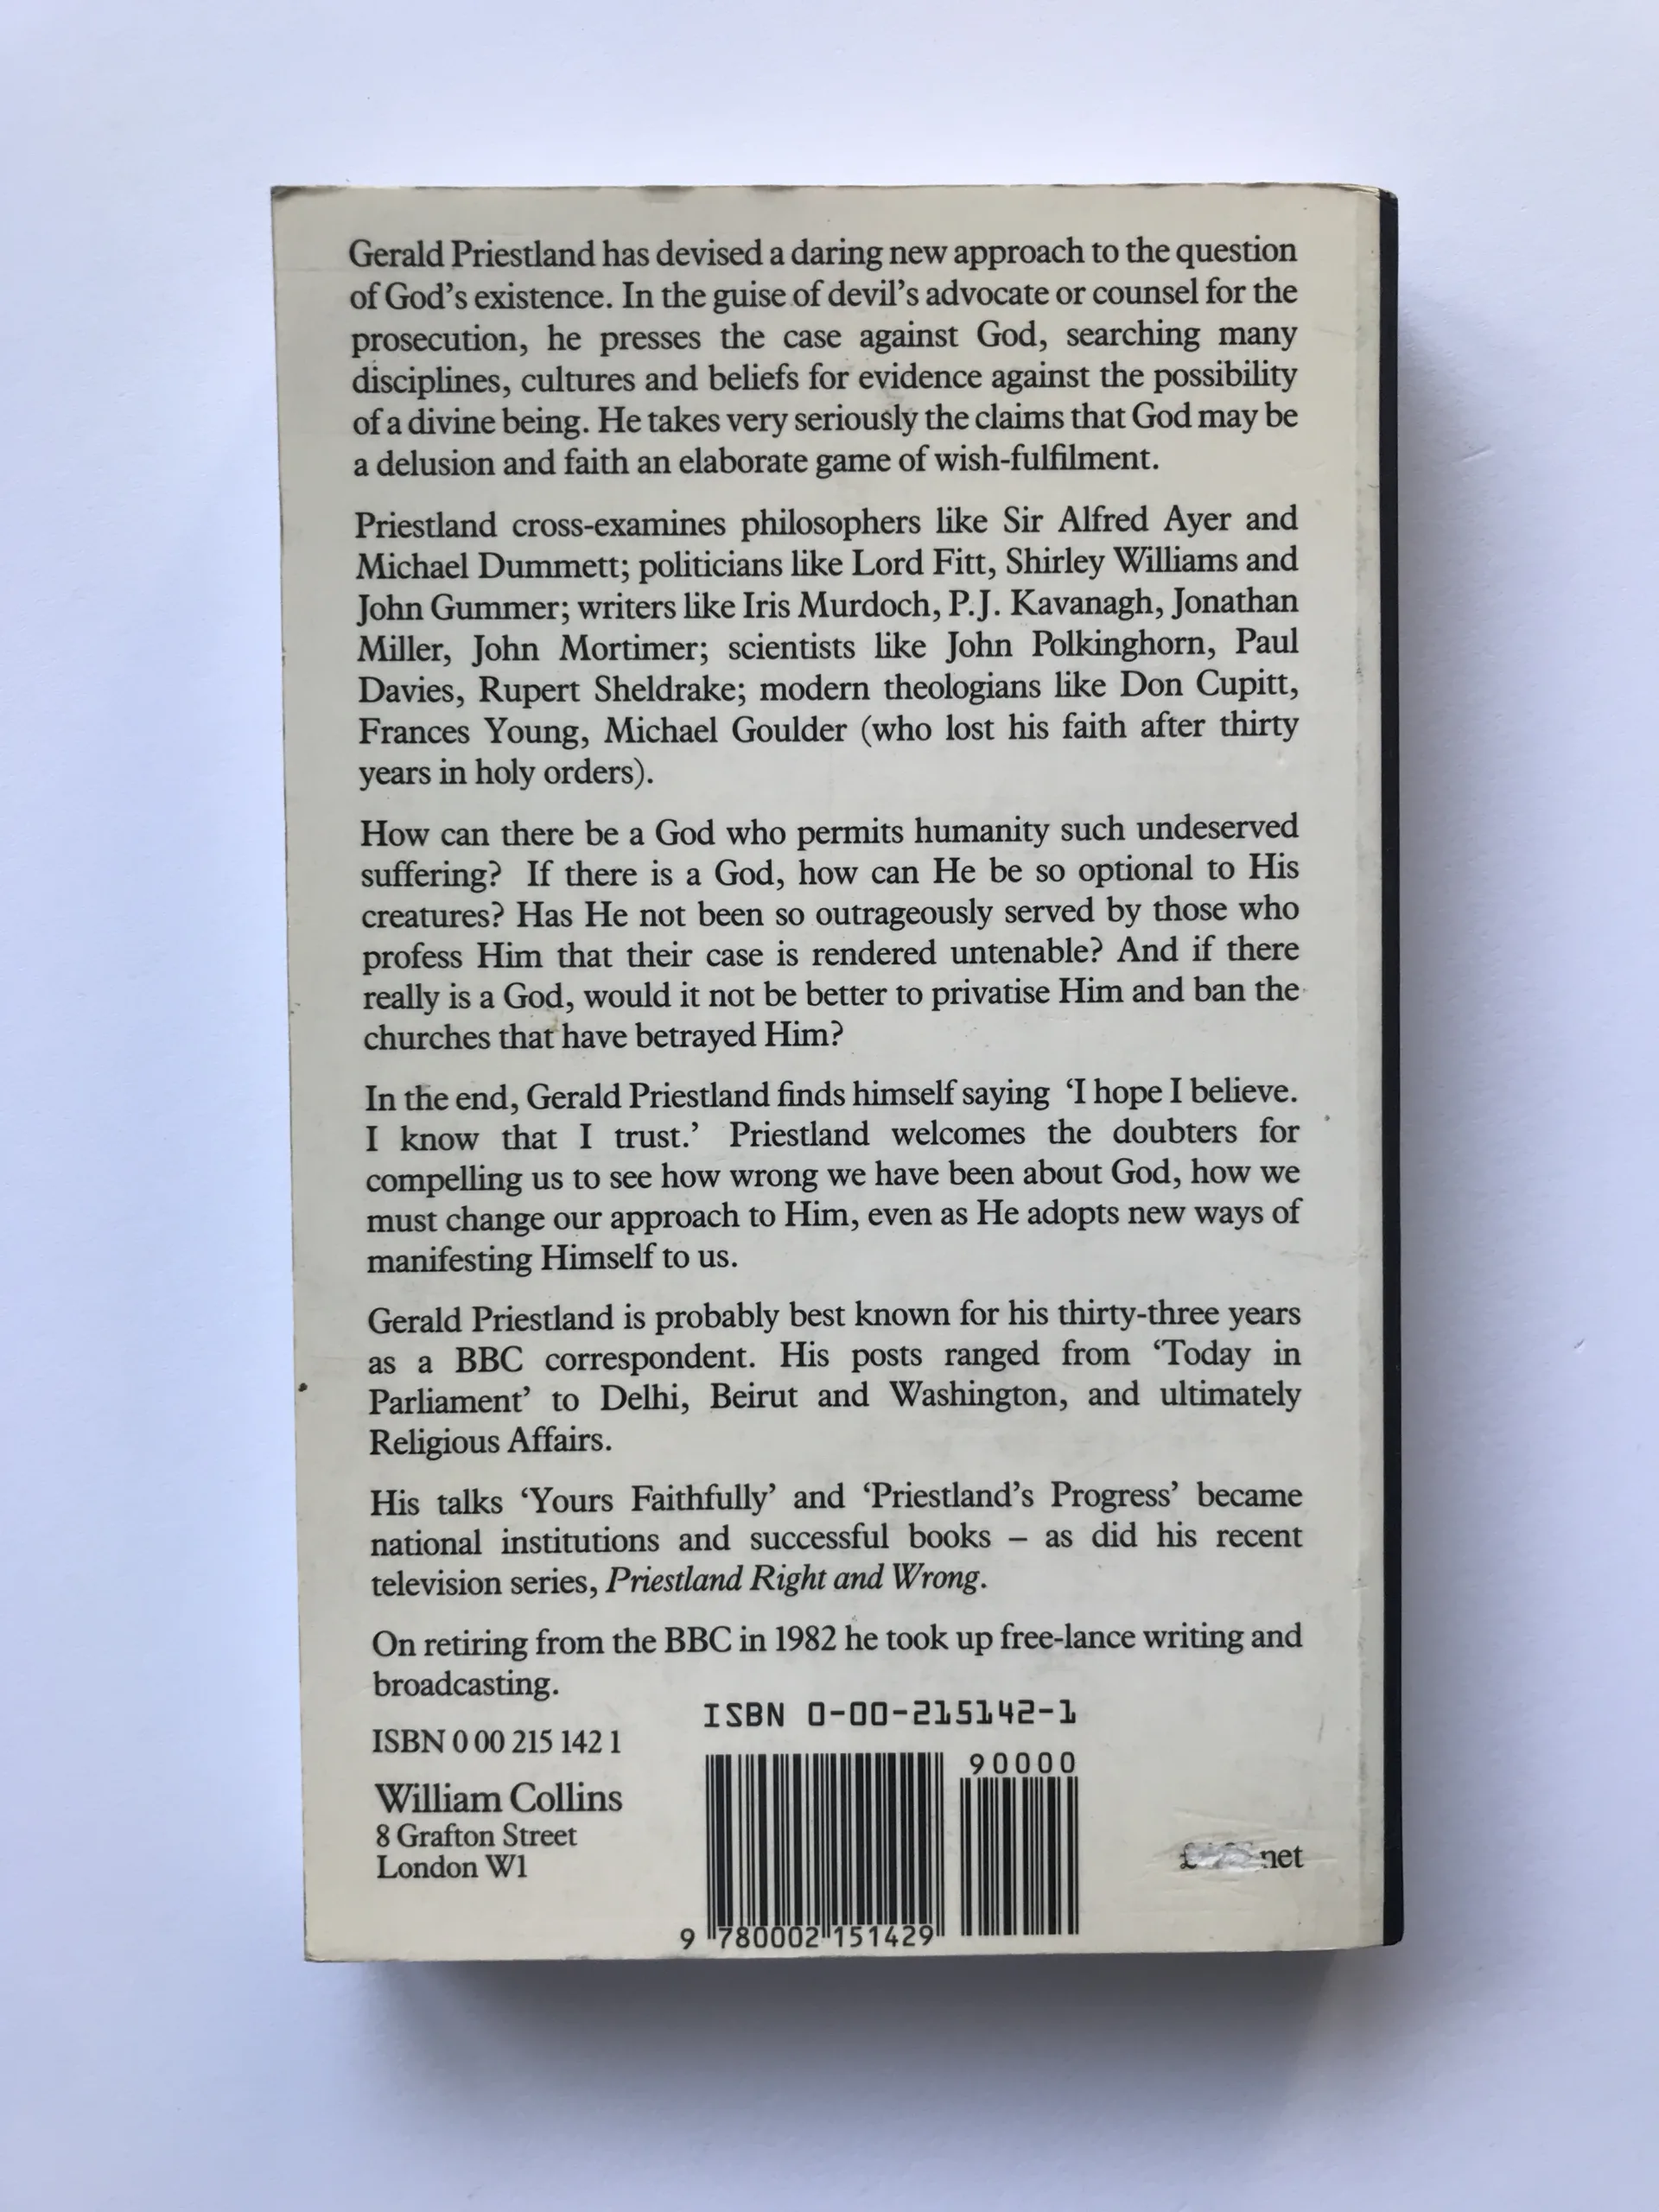 Gerald Priestland has devised a daring new approach to the question
of God's existence. In the guise of devil's advocate or counsel for the
prosecution, he presses the case against God, searching many
disciplines, cultures and beliefs for evidence against the possibility
of a divine being. He takes very seriously the claims that God may be
a delusion and faith an elaborate game of wish-fulfilment.
Priestland cross-examines philosophers like Sir Alfred Ayer and
Michael Dummett; politicians like Lord Fitt, Shirley Williams and
John Gummer; writers like Iris Murdoch, P.J. Kavanagh, Jonathan
Miller, John Mortimer; scientists like John Polkinghorn, Paul
Davies, Rupert Sheldrake; modern theologians like Don Cupitt,
Frances Young, Michael Goulder (who lost his faith after thirty
years in holy orders).
How can there be a God who permits humanity such undeserved
suffering? If there is a God, how can He be so optional to His
creatures? Has He not been so outrageously served by those who
profess Him that their case is rendered untenable? And if there
really is a God, would it not be better to privatise Him and ban the
churches that have betrayed Him?
In the end, Gerald Priestland finds himself saying ‘I hope I believe.
I know that I trust.’ Priestland welcomes the doubters for
compelling us to see how wrong we have been about God, how we
must change our approach to Him, even as He adopts new ways of
manifesting Himself to us.
Gerald Priestland is probably best known for his thirty-three years
as a BBC correspondent. His posts ranged from ‘Today in
Parliament’ to Delhi, Beirut and Washington, and ultimately
Religious Affairs.
His talks ‘Yours Faithfully’ and ‘Priestland's Progress’ became
national institutions and successful books – as did his recent
television series, Priestland Right and Wrong.
On retiring from the BBC in 1982 he took up free-lance writing and
broadcasting.
ISBN 0-00-215142-1
ISBN 0 00 215 142 1
90000
William Collins
8 Grafton Street
London W1
net
9 780002 151429